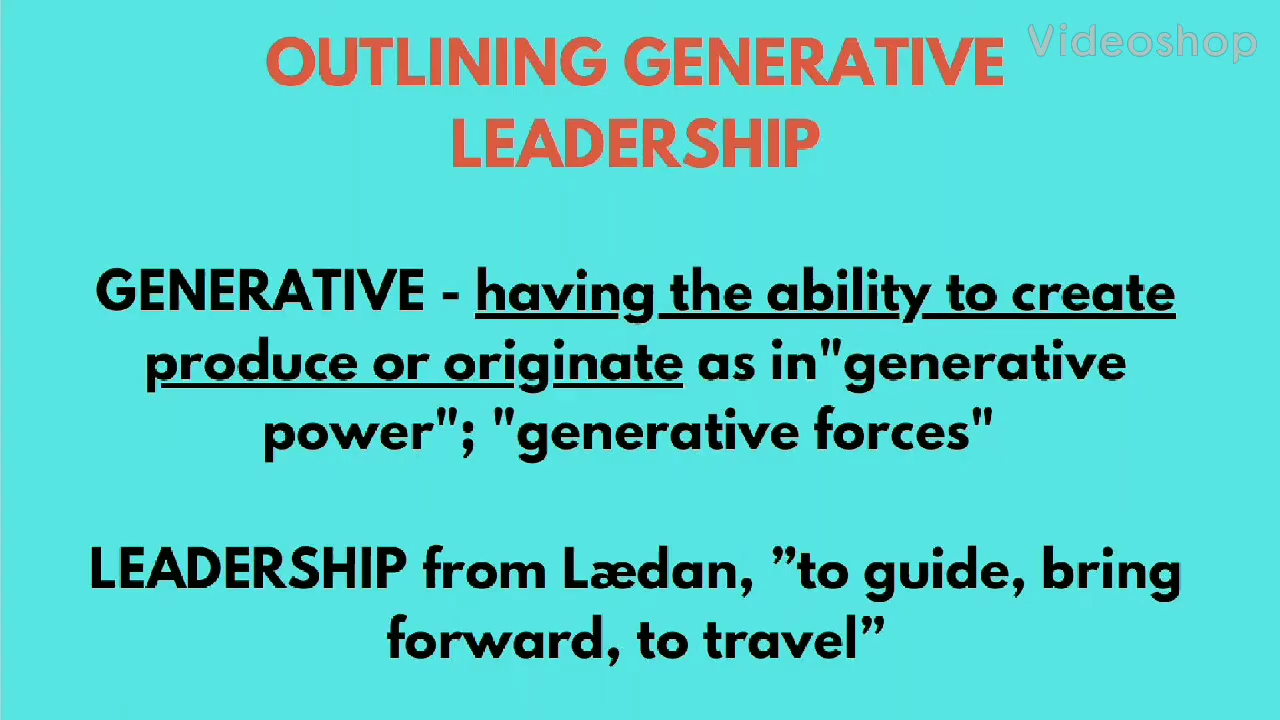 Videoshop
OUTLINING GENERATIVE
LEADERSHIP
GENERATIVE - having the ability to create
produce or originate as in"generative
power"; "generative forces"
LEADERSHIP from Lædan, ”to guide, bring
forward, to travel”